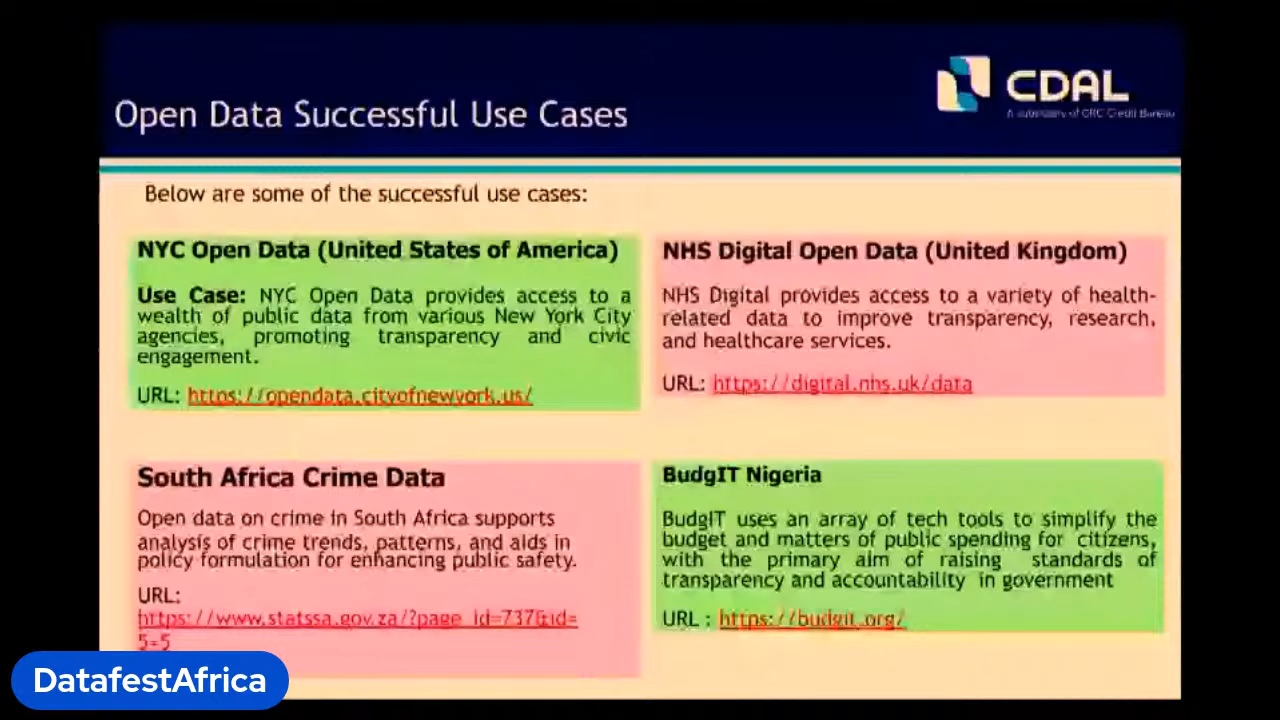 Open Data Successful Use Cases
CDAL
A subsidiary of CRC Credit Bureau
Below are some of the successful use cases:
NYC Open Data (United States of America)
Use Case: NYC Open Data provides access to a
wealth of public data from various New York City
agencies, promoting transparency and civic
engagement.
URL: https://opendata.cityofnewyork.us/
NHS Digital Open Data (United Kingdom)
NHS Digital provides access to a variety of health-
related data to improve transparency, research,
and healthcare services.
URL: https://digital.nhs.uk/data
South Africa Crime Data
Open data on crime in South Africa supports
analysis of crime trends, patterns, and aids in
policy formulation for enhancing public safety.
URL:
https://www.statssa.gov.za/?page_id=737&id=
5=5
BudgIT Nigeria
BudgIT uses an array of tech tools to simplify the
budget and matters of public spending for citizens,
with the primary aim of raising standards of
transparency and accountability in government
URL : https://budgit.org/
DatafestAfrica